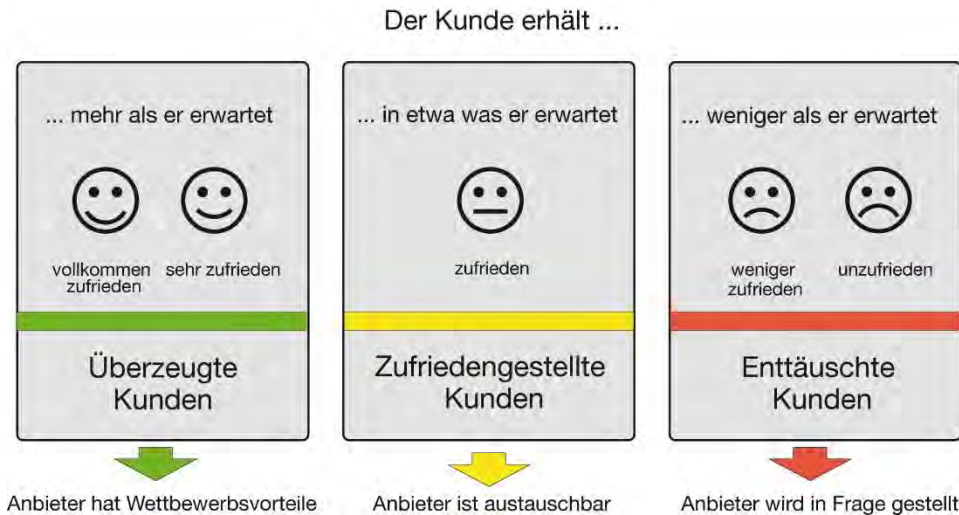 Der Kunde erhält ...
... mehr als er erwartet
vollkommen
zufrieden
sehr zufrieden
Überzeugte
Kunden
Anbieter hat Wettbewerbsvorteile
... in etwa was er erwartet
zufrieden
Zufriedengestellte
Kunden
Anbieter ist austauschbar
... weniger als er erwartet
weniger
zufrieden
unzufrieden
Enttäuschte
Kunden
Anbieter wird in Frage gestellt